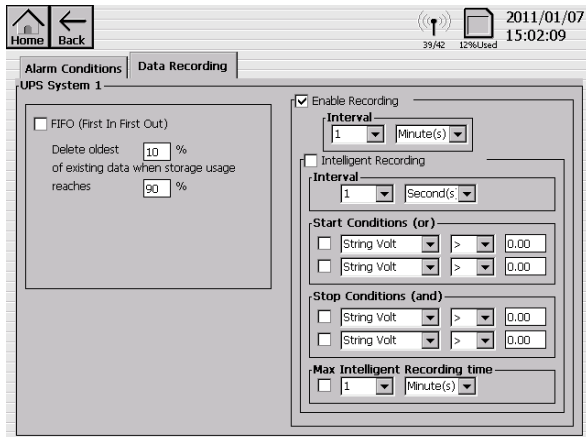 Home Back 39/42 12%Used 2011/01/07
15:02:09
Alarm Conditions Data Recording
UPS System 1
FIFO (First In First Out)
Delete oldest 10 %
of existing data when storage usage
reaches 90 %
Enable Recording
Interval
1 Minute(s)
Intelligent Recording
Interval
1 Second(s
Start Conditions (or)
String Volt > 0.00
String Volt > 0.00
Stop Conditions (and)
String Volt > 0.00
String Volt > 0.00
Max Intelligent Recording time
1 Minute(s)